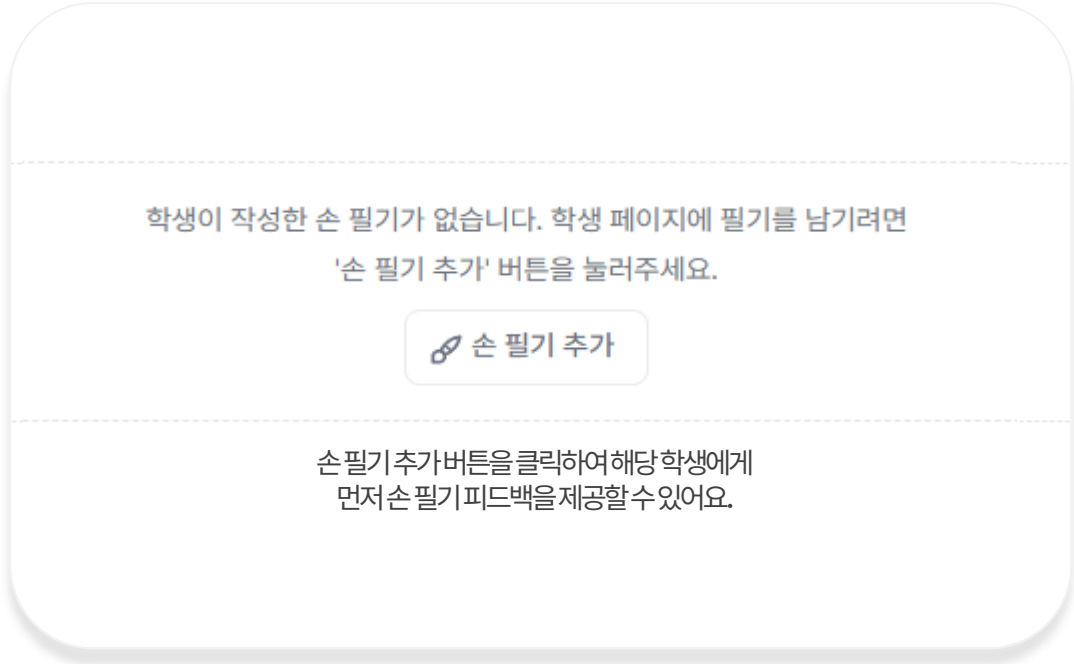 학생이 작성한 손 필기가 없습니다. 학생 페이지에 필기를 남기려면
'손 필기 추가' 버튼을 눌러주세요.
손 필기 추가
손 필기 추가 버튼을 클릭하여 해당 학생에게
먼저 손 필기 피드백을 제공할 수 있어요.